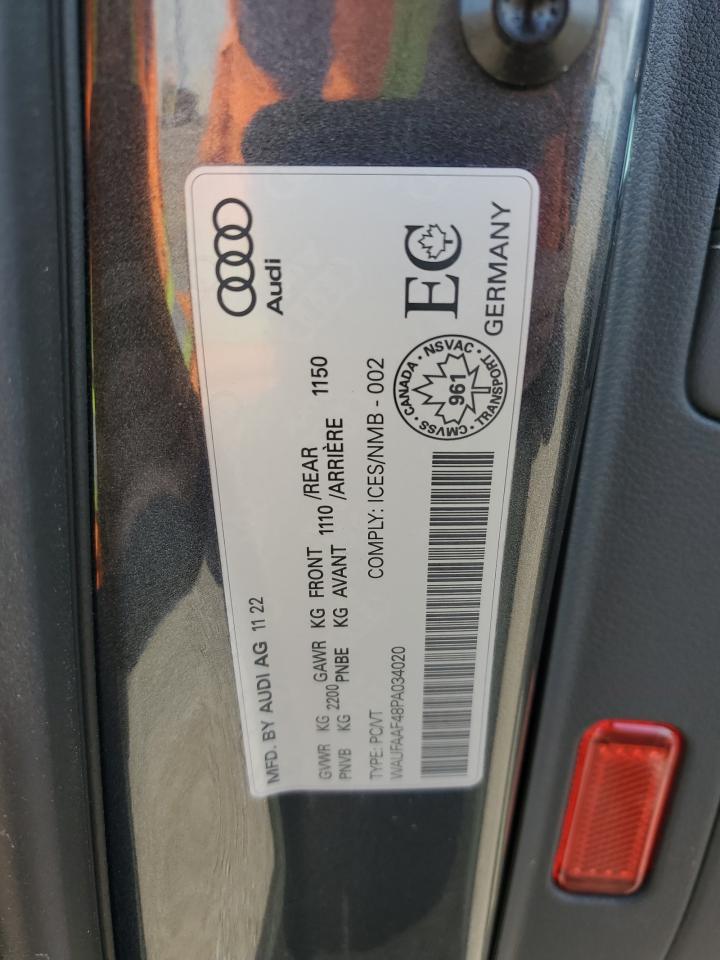 Audi
MFD. BY AUDI AG 11 22
GVWR KG 2200 GAWR KG FRONT 1110 /REAR 1150
PNVB KG PNBE KG AVANT /ARRIÈRE
TYPE: PC/VT COMPLY: ICES/NMB - 002
WAUFAAF48PA034020
CANADA · NSVAC · TRANSPORT · CMVSS ·
961
EC
GERMANY